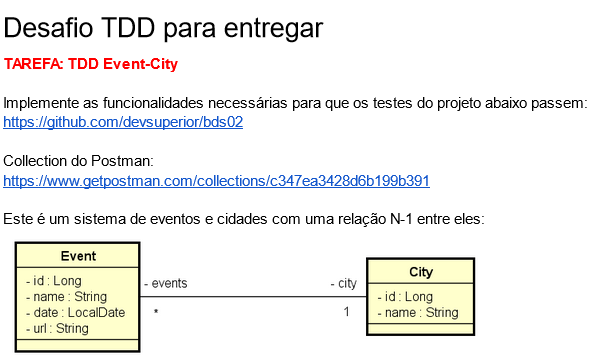 Desafio TDD para entregar
TAREFA: TDD Event-City
Implemente as funcionalidades necessárias para que os testes do projeto abaixo passem:
https://github.com/devsuperior/bds02
Collection do Postman:
https://www.getpostman.com/collections/c347ea3428d6b199b391
Este é um sistema de eventos e cidades com uma relação N-1 entre eles:
Event
- id : Long
- name : String
- date : LocalDate
- url : String
- events
*
- city
1
City
- id : Long
- name : String